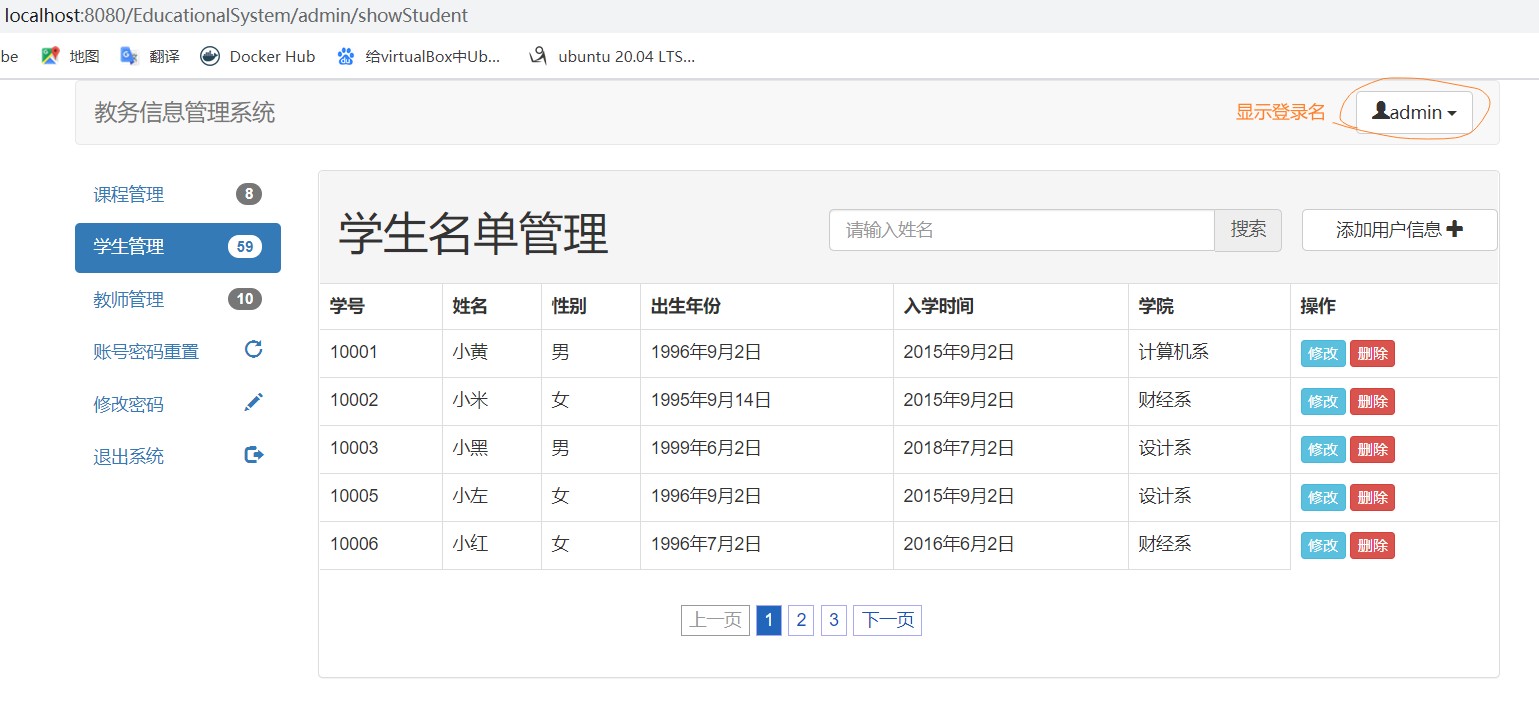 localhost:8080/EducationalSystem/admin/showStudent
be 地图 翻译 Docker Hub 给virtualBox中Ub... ubuntu 20.04 LTS...
教务信息管理系统 显示登录名 admin
课程管理 8
学生管理 59
教师管理 10
账号密码重置
修改密码
退出系统
学生名单管理 请输入姓名 搜索 添加用户信息
学号 姓名 性别 出生年份 入学时间 学院 操作
10001 小黄 男 1996年9月2日 2015年9月2日 计算机系 修改 删除
10002 小米 女 1995年9月14日 2015年9月2日 财经系 修改 删除
10003 小黑 男 1999年6月2日 2018年7月2日 设计系 修改 删除
10005 小左 女 1996年9月2日 2015年9月2日 设计系 修改 删除
10006 小红 女 1996年7月2日 2016年6月2日 财经系 修改 删除
上一页 1 2 3 下一页